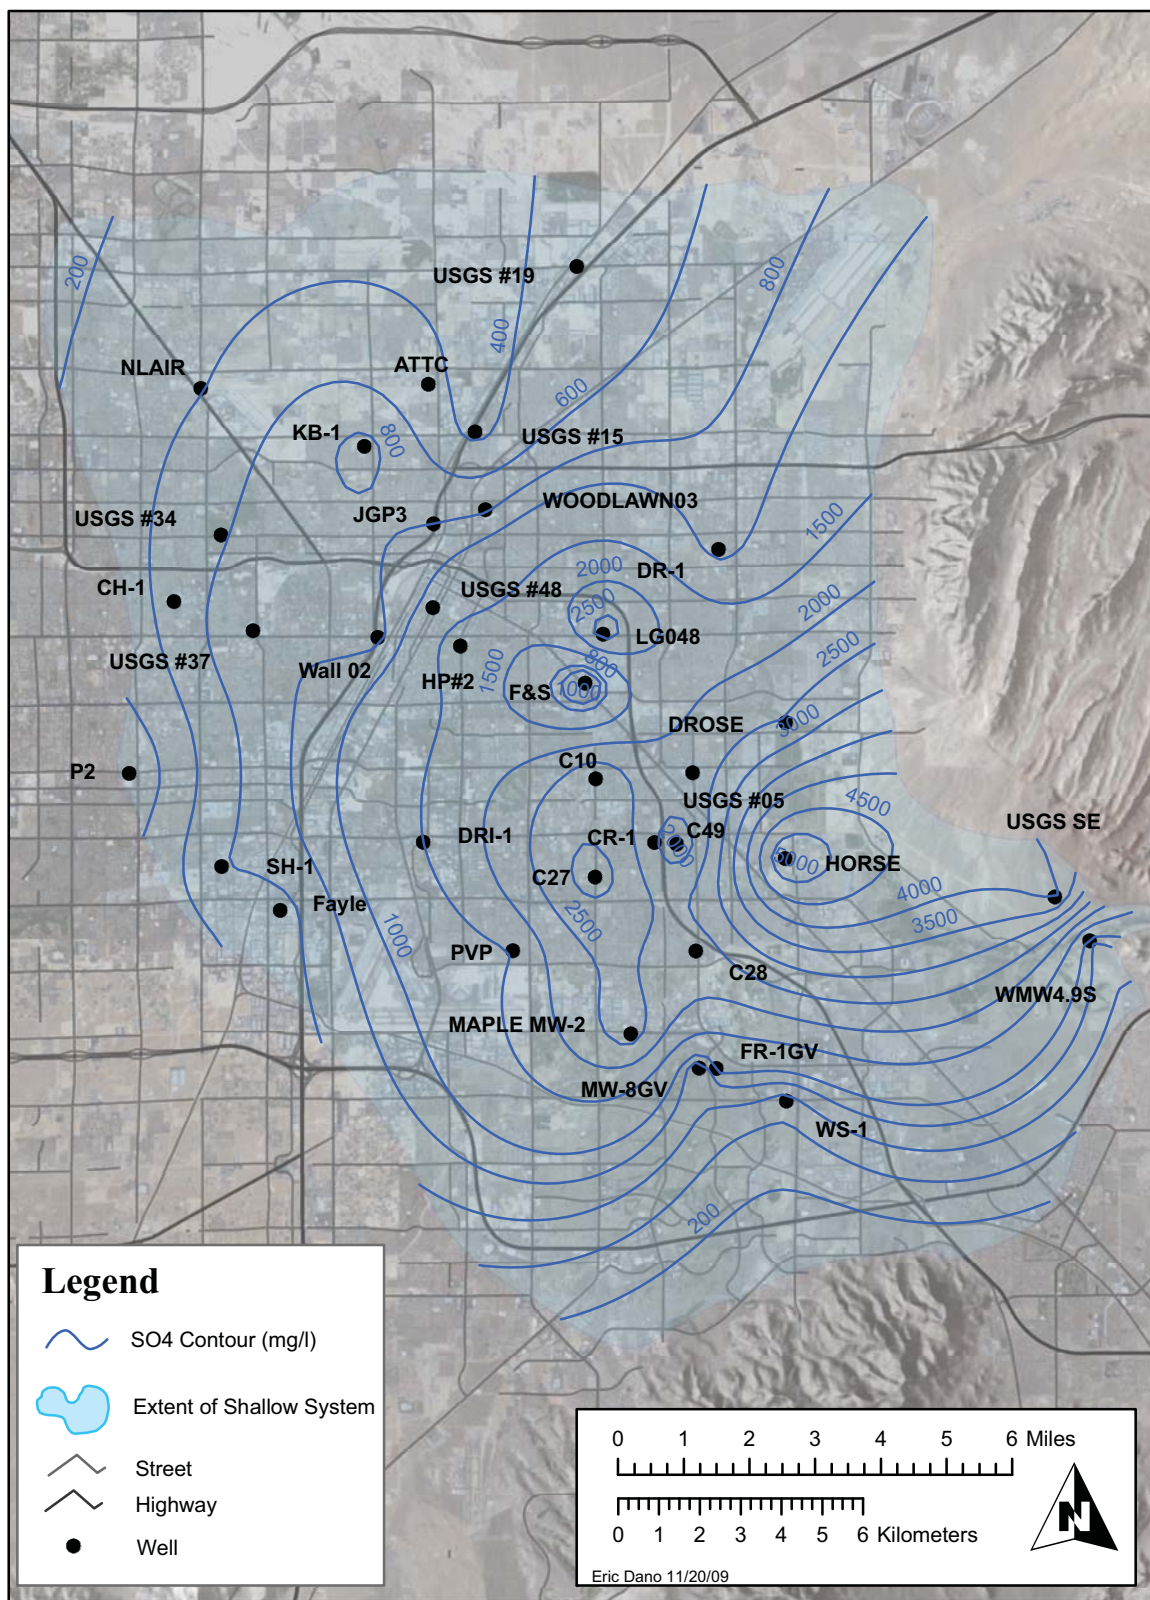 200
USGS #19
800
400
NLAIR
ATTC
600
KB-1
800
USGS #15
WOODLAWN03
JGP3
USGS #34
1500
2000
DR-1
CH-1
USGS #48
2500
2000
LG048
USGS #37
Wall 02
HP#2
1500
800
2500
F&S
1000
DROSE
3000
P2
C10
USGS #05
4500
USGS SE
DRI-1
CR-1
C49
2000
SH-1
C27
5000
HORSE
Fayle
2500
4000
3500
1000
PVP
C28
WMW4.9S
MAPLE MW-2
FR-1GV
MW-8GV
WS-1
200
Legend
SO4 Contour (mg/l)
Extent of Shallow System
Street
Highway
Well
0 1 2 3 4 5 6 Miles
0 1 2 3 4 5 6 Kilometers
N
Eric Dano 11/20/09